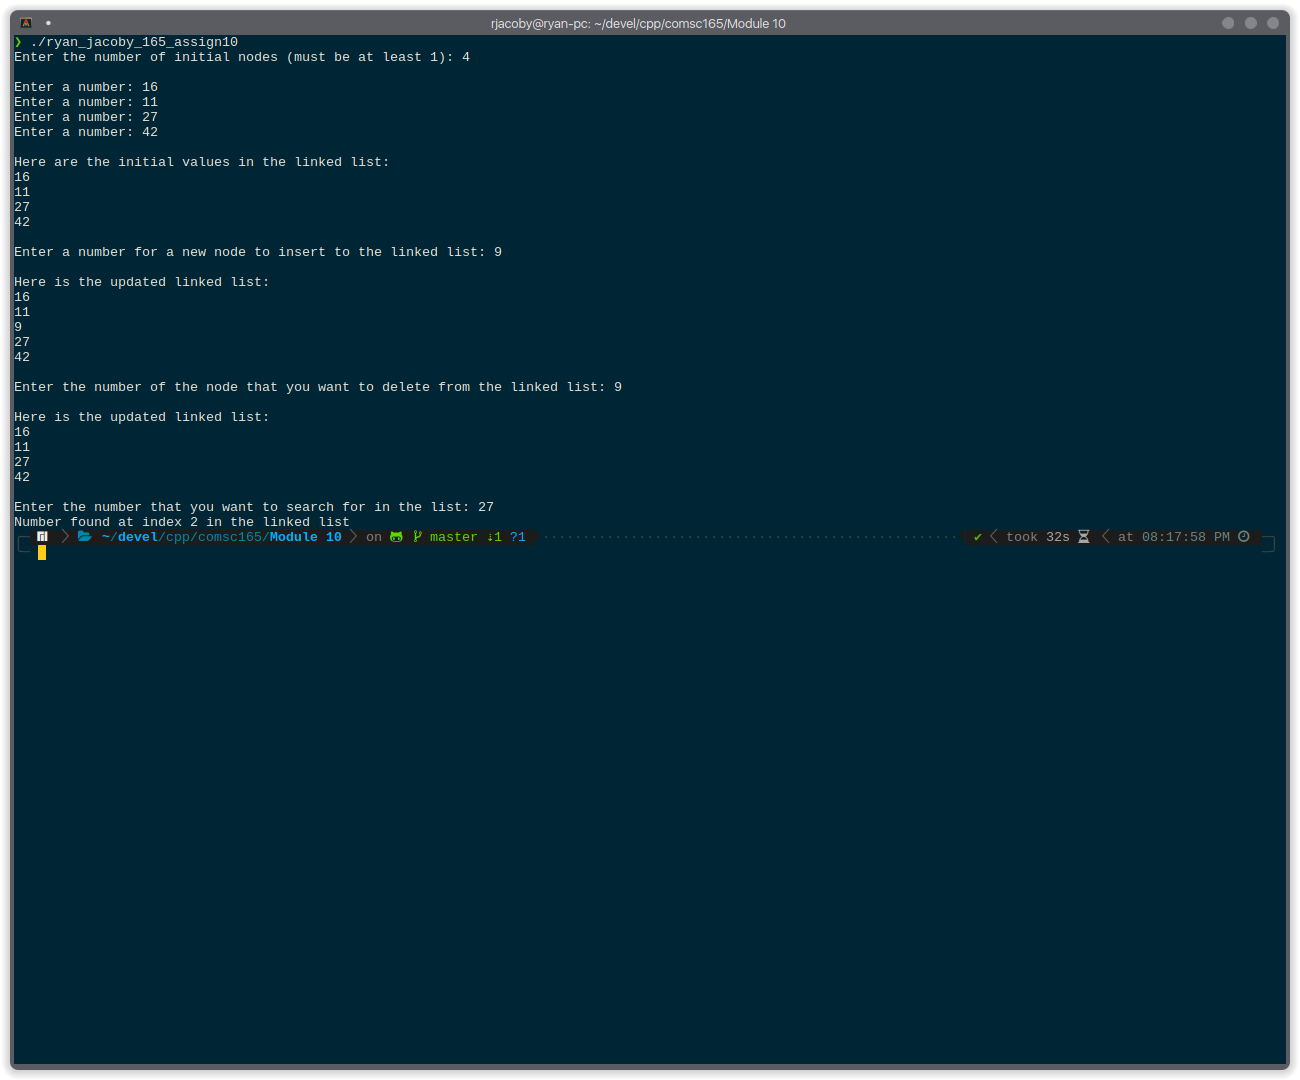 rjacoby@ryan-pc: ~/devel/cpp/comsc165/Module 10
❯ ./ryan_jacoby_165_assign10
Enter the number of initial nodes (must be at least 1): 4
Enter a number: 16
Enter a number: 11
Enter a number: 27
Enter a number: 42
Here are the initial values in the linked list:
16
11
27
42
Enter a number for a new node to insert to the linked list: 9
Here is the updated linked list:
16
11
9
27
42
Enter the number of the node that you want to delete from the linked list: 9
Here is the updated linked list:
16
11
27
42
Enter the number that you want to search for in the list: 27
Number found at index 2 in the linked list
~/devel/cpp/comsc165/Module 10 on master ⇣1 ?1 ✔ took 32s at 08:17:58 PM